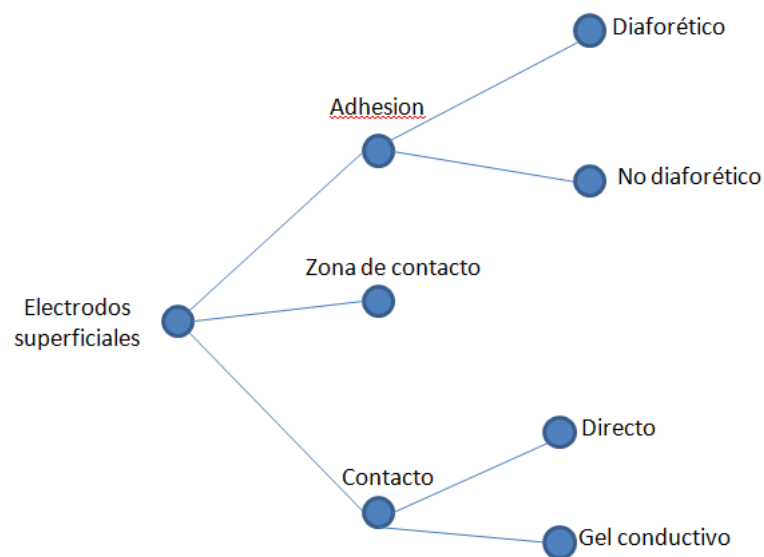 Diaforético
Adhesion
No diaforético
Zona de contacto
Electrodos
superficiales
Directo
Contacto
Gel conductivo